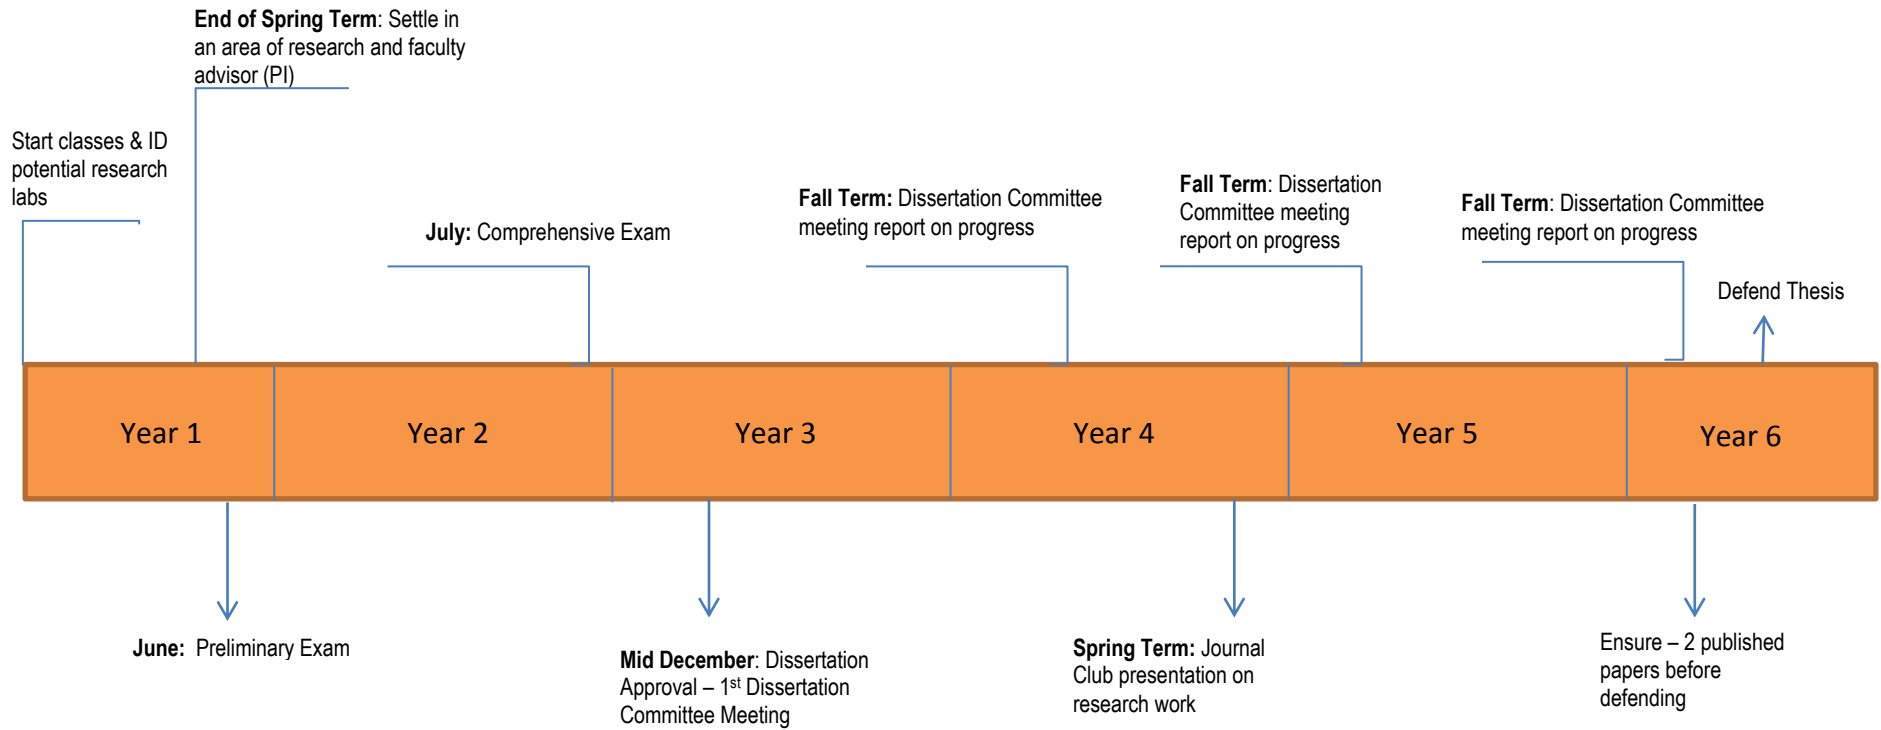 End of Spring Term: Settle in
an area of research and faculty
advisor (PI)
Start classes & ID
potential research
labs
July: Comprehensive Exam
Fall Term: Dissertation Committee
meeting report on progress
Fall Term: Dissertation
Committee meeting
report on progress
Fall Term: Dissertation Committee
meeting report on progress
Defend Thesis
Year 1
Year 2
Year 3
Year 4
Year 5
Year 6
June: Preliminary Exam
Mid December: Dissertation
Approval – 1st Dissertation
Committee Meeting
Spring Term: Journal
Club presentation on
research work
Ensure – 2 published
papers before
defending